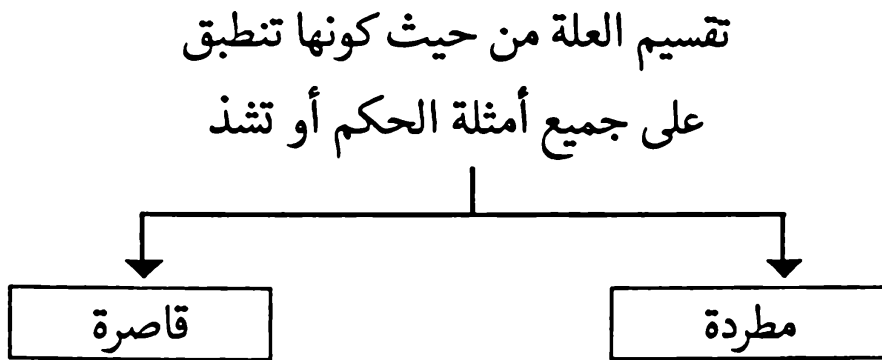 تقسيم العلة من حيث كونها تنطبق
على جميع أمثلة الحكم أو تشذ
مطردة
قاصرة